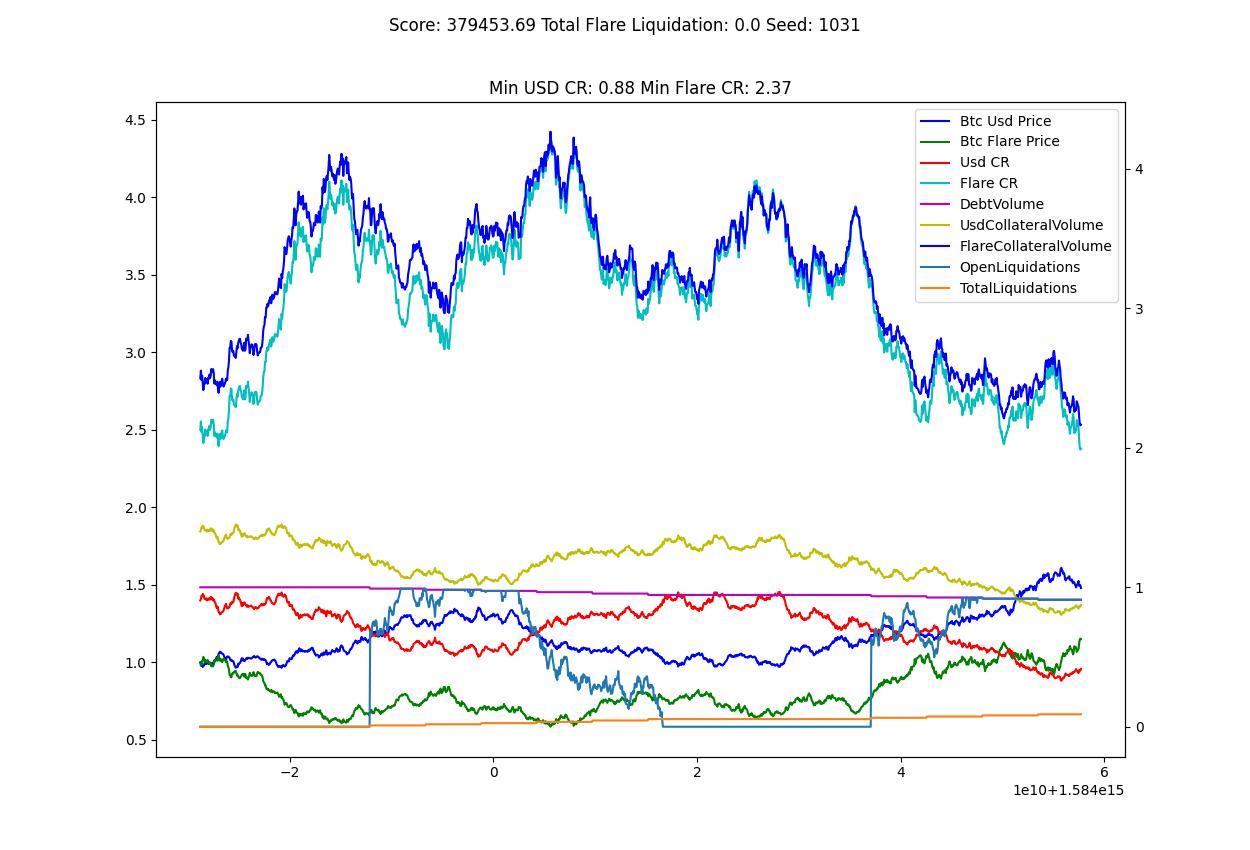 Score: 379453.69 Total Flare Liquidation: 0.0 Seed: 1031
Min USD CR: 0.88 Min Flare CR: 2.37
4.5
4.0
3.5
3.0
2.5
2.0
1.5
1.0
0.5
Btc Usd Price
Btc Flare Price
Usd CR
Flare CR
DebtVolume
UsdCollateralVolume
FlareCollateralVolume
OpenLiquidations
TotalLiquidations
4
3
2
1
0
−2
0
2
4
6
1e10+1.584e15